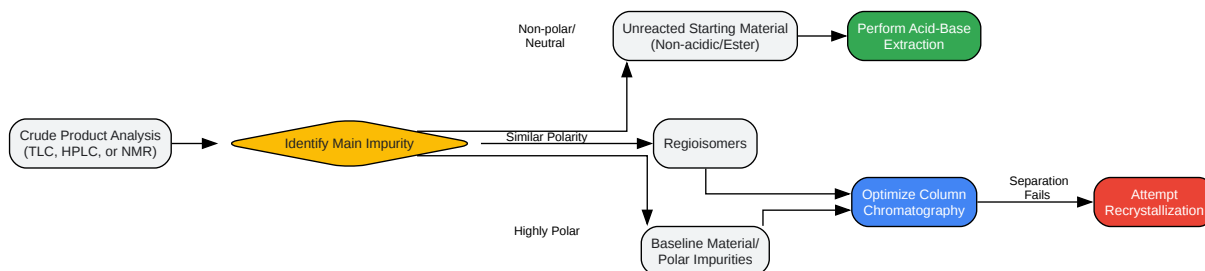 Crude Product Analysis
(TLC, HPLC, or NMR)
Identify Main Impurity
Non-polar/
Neutral
Unreacted Starting Material
(Non-acidic/Ester)
Perform Acid-Base
Extraction
Similar Polarity
Regioisomers
Highly Polar
Baseline Material/
Polar Impurities
Optimize Column
Chromatography
Separation
Fails
Attempt
Recrystallization